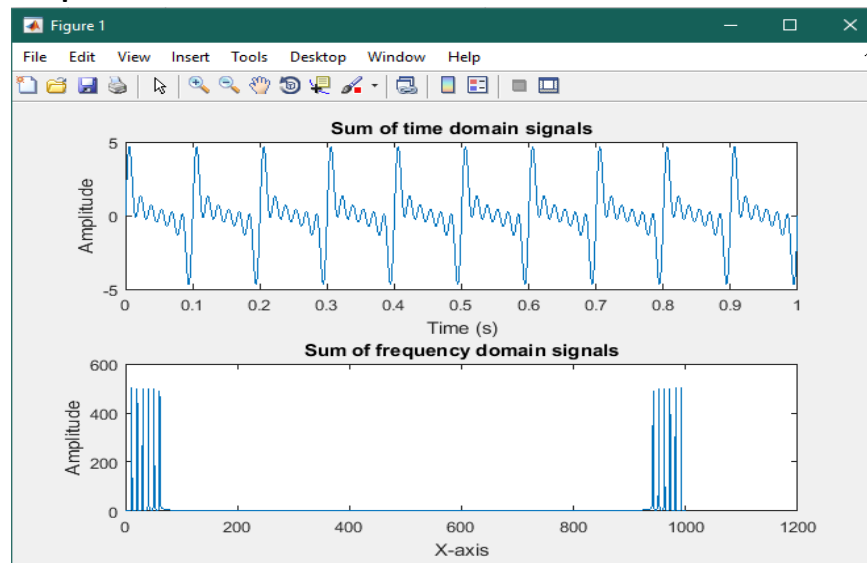 Figure 1
File Edit View Insert Tools Desktop Window Help
Sum of time domain signals
5
0
-5
Amplitude
0 0.1 0.2 0.3 0.4 0.5 0.6 0.7 0.8 0.9 1
Time (s)
Sum of frequency domain signals
600
400
200
0
Amplitude
0 200 400 600 800 1000 1200
X-axis